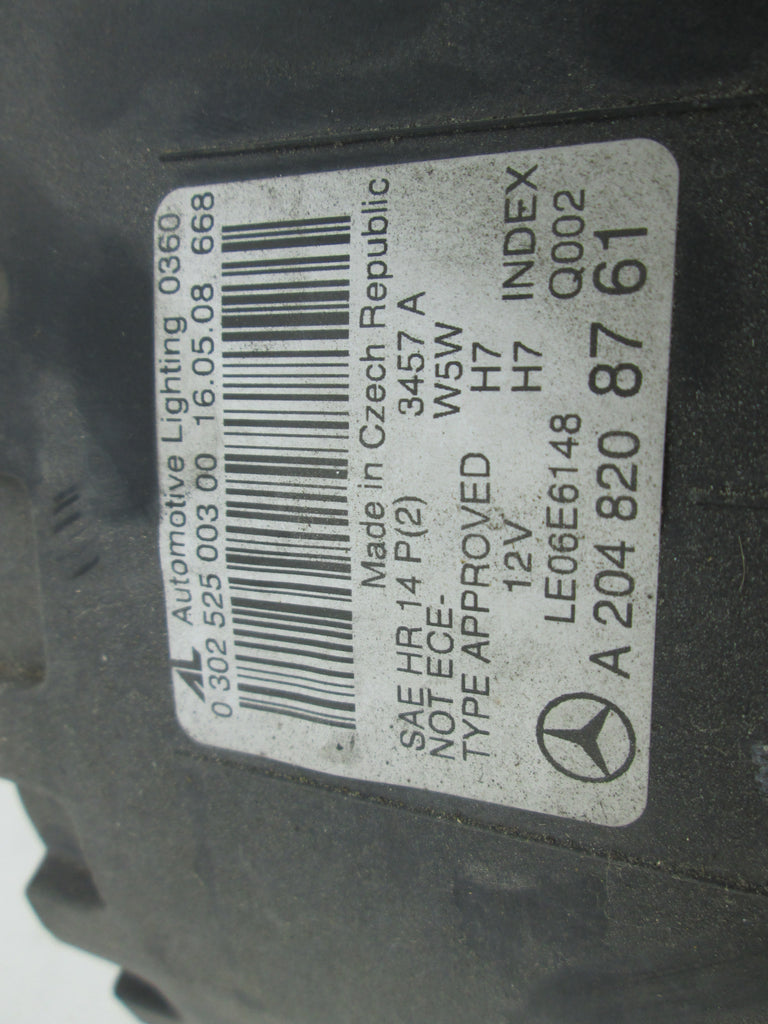 AL Automotive Lighting 0360
0 302 525 003 00 16.05.08 668
Made in Czech Republic
SAE HR 14 P(2) 3457 A
NOT ECE- W5W
TYPE APPROVED H7
12V H7 INDEX
LE06E6148 Q002
A 204 820 87 61